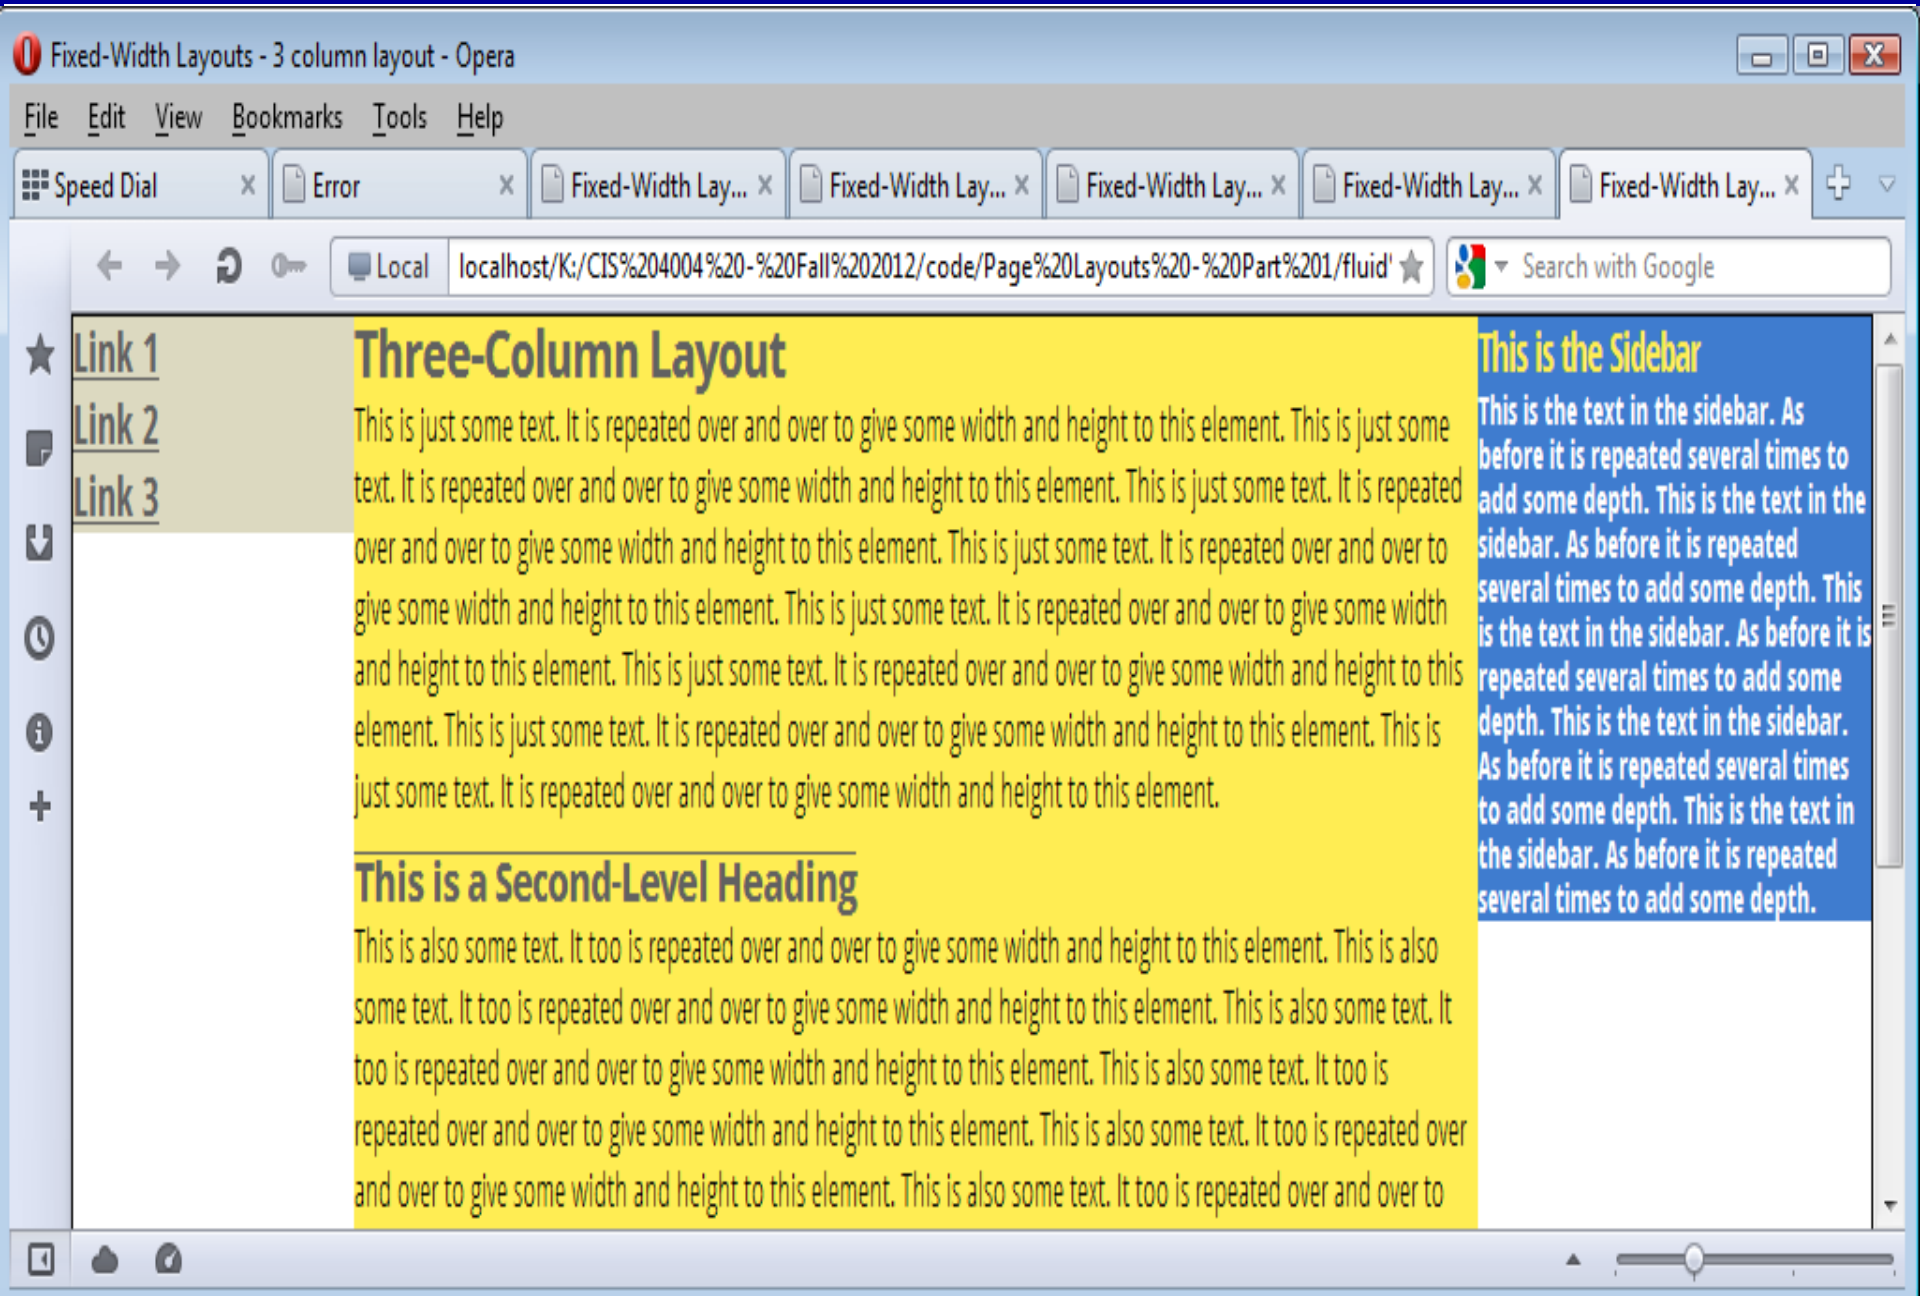 Fixed-Width Layouts - 3 column layout - Opera
File Edit View Bookmarks Tools Help
Speed Dial Error Fixed-Width Lay... Fixed-Width Lay... Fixed-Width Lay... Fixed-Width Lay... Fixed-Width Lay...
Local localhost/K:/CIS%204004%20-%20Fall%202012/code/Page%20Layouts%20-%20Part%201/fluid' Search with Google
Link 1
Link 2
Link 3
Three-Column Layout
This is just some text. It is repeated over and over to give some width and height to this element. This is just some
text. It is repeated over and over to give some width and height to this element. This is just some text. It is repeated
over and over to give some width and height to this element. This is just some text. It is repeated over and over to
give some width and height to this element. This is just some text. It is repeated over and over to give some width
and height to this element. This is just some text. It is repeated over and over to give some width and height to this
element. This is just some text. It is repeated over and over to give some width and height to this element. This is
just some text. It is repeated over and over to give some width and height to this element.
This is a Second-Level Heading
This is also some text. It too is repeated over and over to give some width and height to this element. This is also
some text. It too is repeated over and over to give some width and height to this element. This is also some text. It
too is repeated over and over to give some width and height to this element. This is also some text. It too is
repeated over and over to give some width and height to this element. This is also some text. It too is repeated over
and over to give some width and height to this element. This is also some text. It too is repeated over and over to
This is the Sidebar
This is the text in the sidebar. As
before it is repeated several times to
add some depth. This is the text in the
sidebar. As before it is repeated
several times to add some depth. This
is the text in the sidebar. As before it is
repeated several times to add some
depth. This is the text in the sidebar.
As before it is repeated several times
to add some depth. This is the text in
the sidebar. As before it is repeated
several times to add some depth.